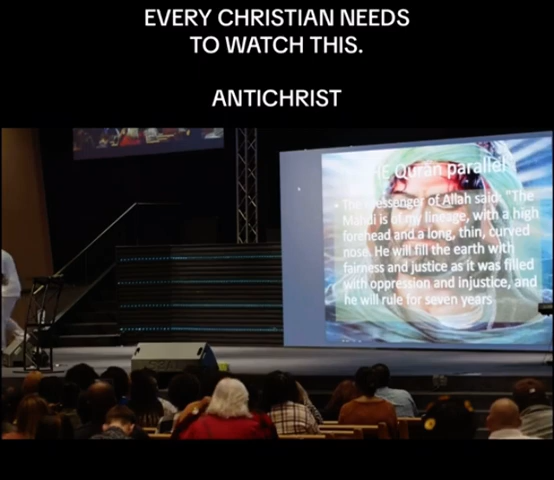 EVERY CHRISTIAN NEEDS
TO WATCH THIS.
ANTICHRIST
Quran parallel
The Messenger of Allah said: "The
Mahdi is of my lineage, with a high
forehead and a long, thin, curved
nose. He will fill the earth with
fairness and justice as it was filled
with oppression and injustice, and
he will rule for seven years